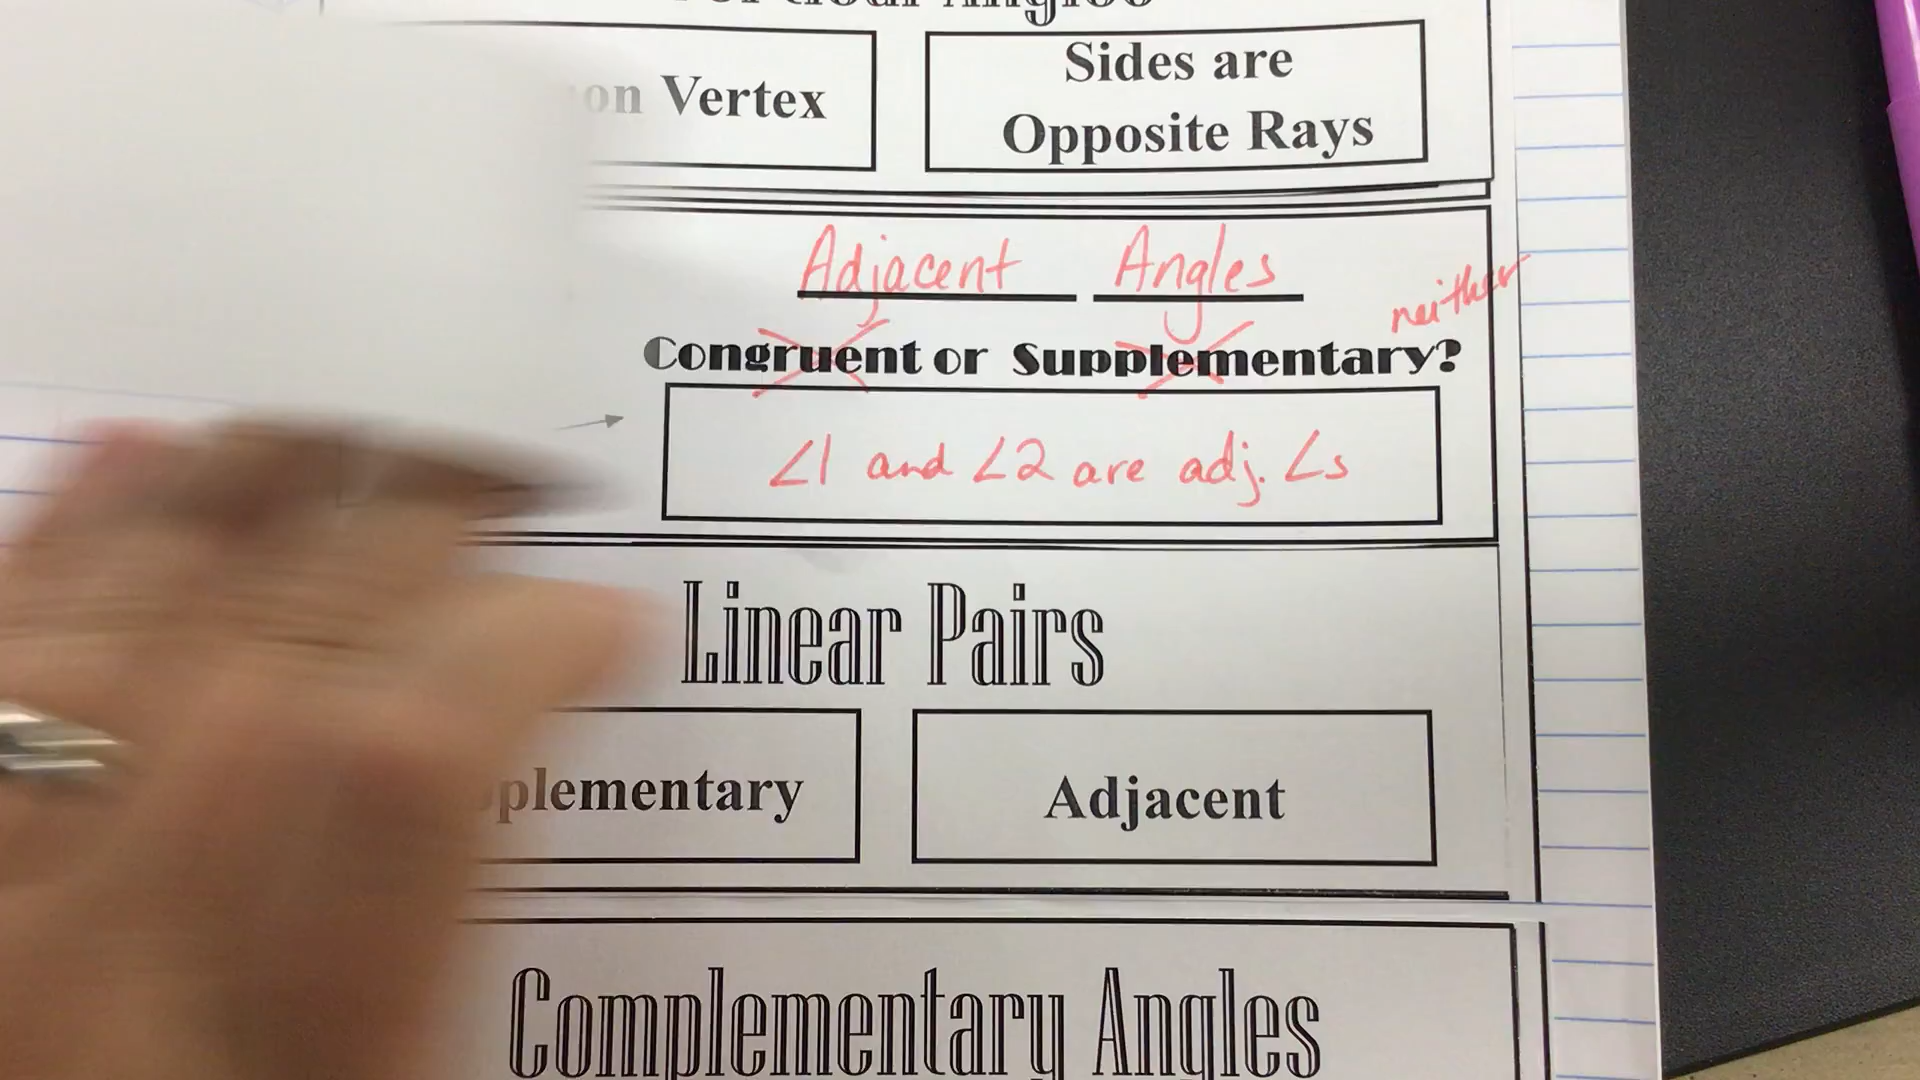 Angles
on Vertex
Sides are
Opposite Rays
Adjacent Angles
neither
Congruent or Supplementary?
∠1 and ∠2 are adj. ∠s
Linear Pairs
plementary
Adjacent
Complementary Angles